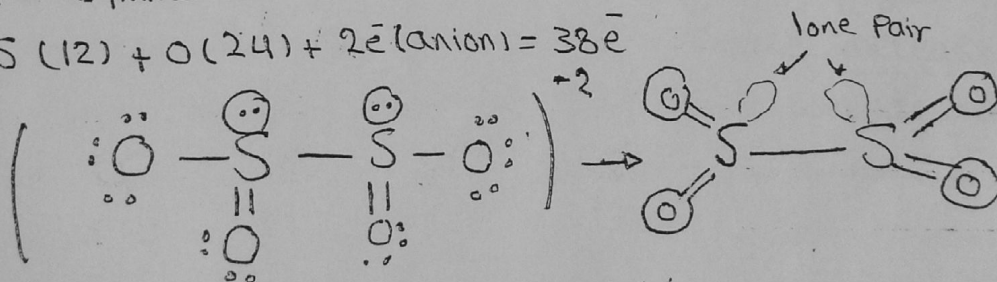 S (12) + O (24) + 2ē (anion) = 38ē
lone Pair
-2
:O — S — S — O: → S — S
O O O O
:O O: